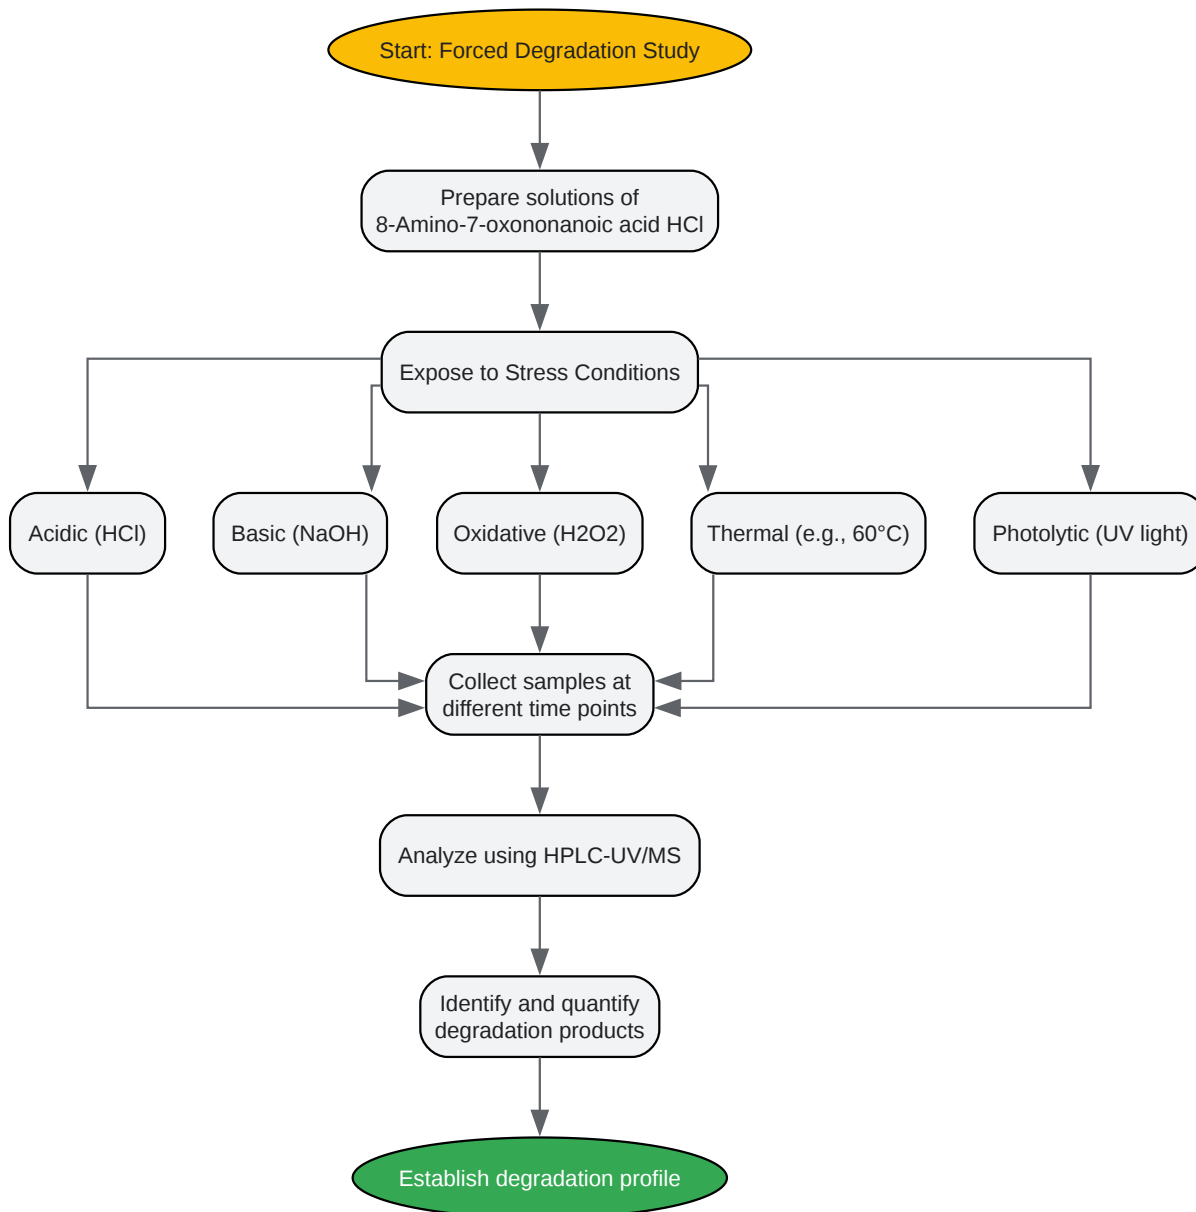 Start: Forced Degradation Study
Prepare solutions of
8-Amino-7-oxononanoic acid HCl
Expose to Stress Conditions
Acidic (HCl)
Basic (NaOH)
Oxidative (H2O2)
Thermal (e.g., 60°C)
Photolytic (UV light)
Collect samples at
different time points
Analyze using HPLC-UV/MS
Identify and quantify
degradation products
Establish degradation profile